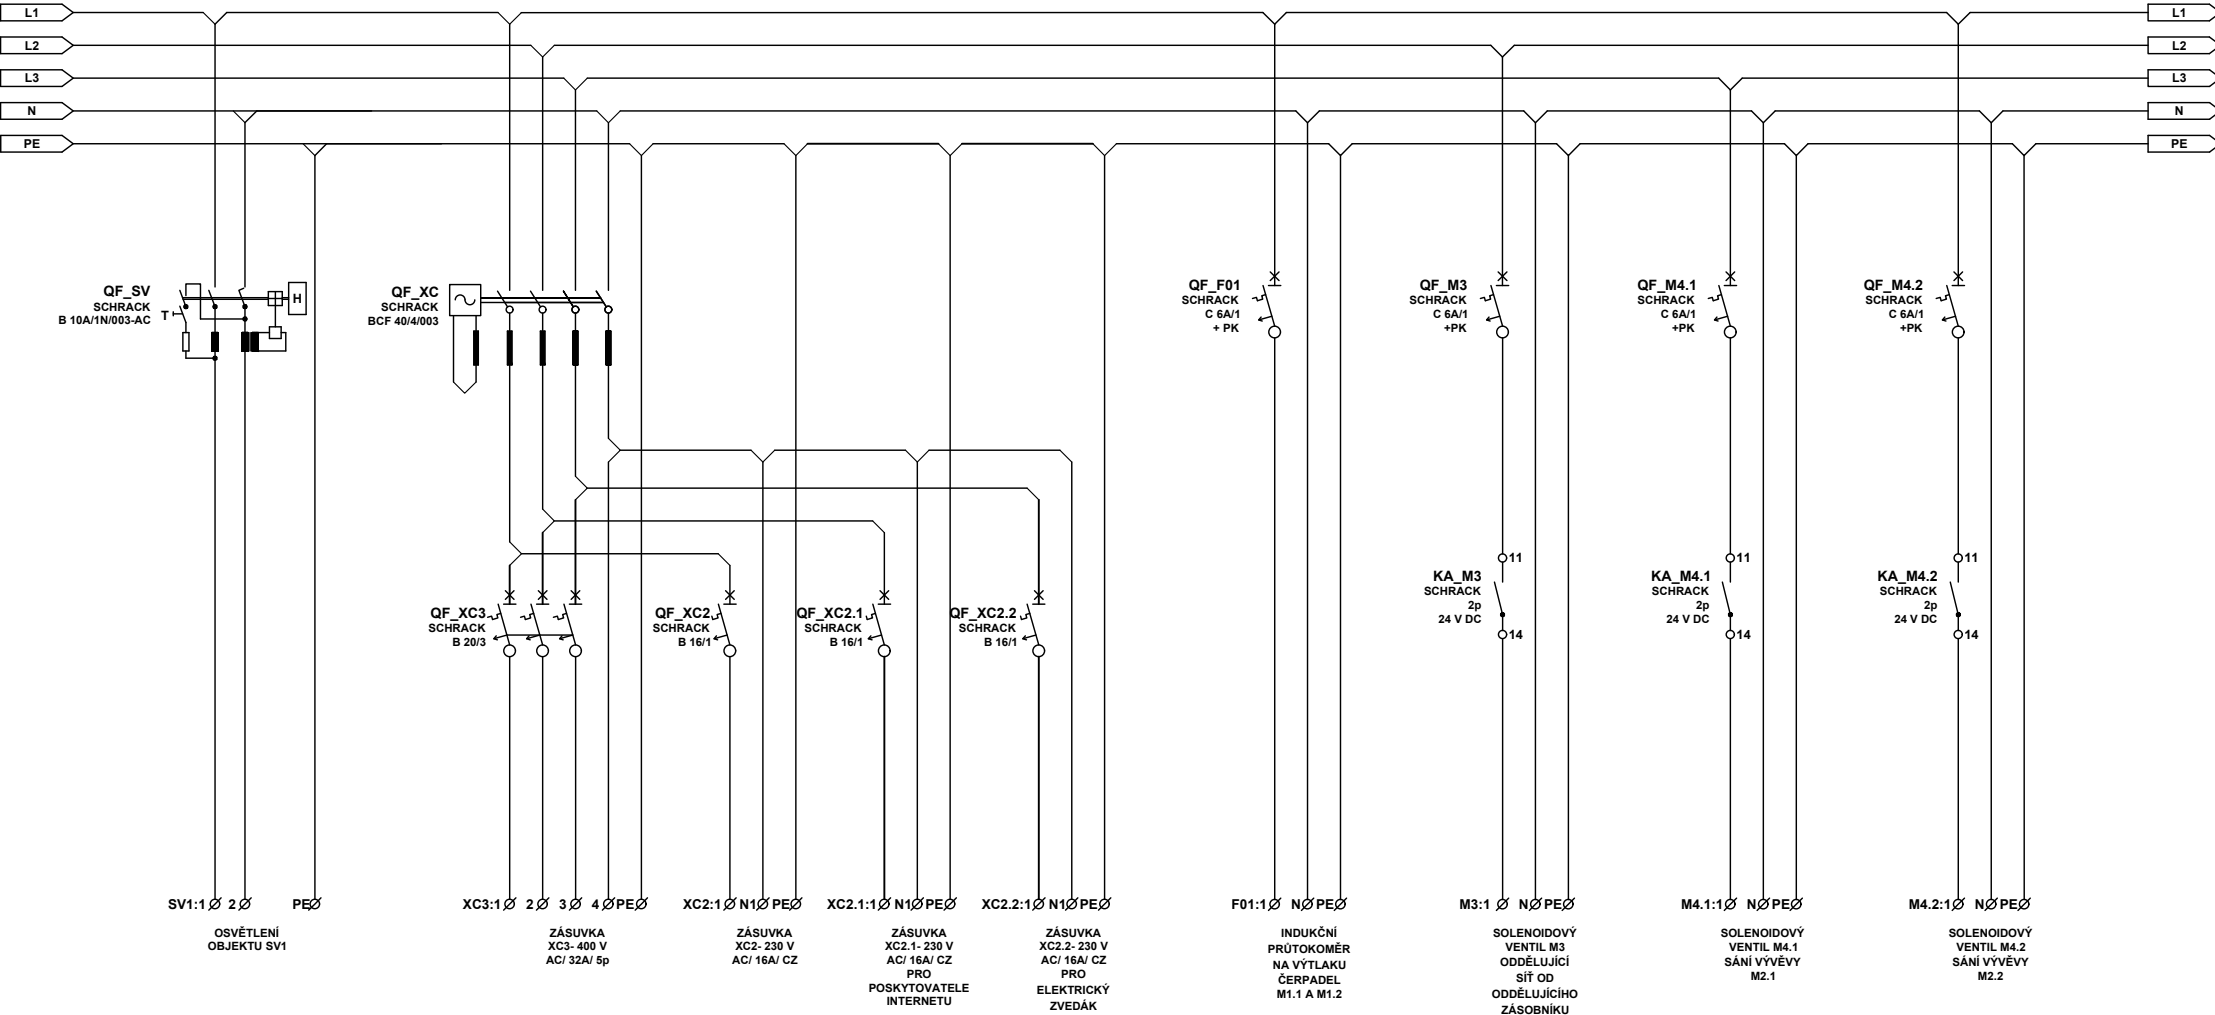 L1
L1
L2
L2
L3
L3
N
N
PE
PE
QF_SV
SCHRACK
B 10A/1N/003-AC
T
H
QF_XC
SCHRACK
BCF 40/4/003
QF_F01
SCHRACK
C 6A/1
+ PK
QF_M3
SCHRACK
C 6A/1
+PK
QF_M4.1
SCHRACK
C 6A/1
+PK
QF_M4.2
SCHRACK
C 6A/1
+PK
QF_XC3
SCHRACK
B 20/3
QF_XC2
SCHRACK
B 16/1
QF_XC2.1
SCHRACK
B 16/1
QF_XC2.2
SCHRACK
B 16/1
11
KA_M3
SCHRACK
2p
24 V DC
14
11
KA_M4.1
SCHRACK
2p
24 V DC
14
11
KA_M4.2
SCHRACK
2p
24 V DC
14
SV1:1 2 PE
XC3:1 2 3 4 PE
XC2:1 N1 PE
XC2.1:1 N1 PE
XC2.2:1 N1 PE
F01:1 N PE
M3:1 N PE
M4.1:1 N PE
M4.2:1 N PE
OSVĚTLENÍ
OBJEKTU SV1
ZÁSUVKA
XC3- 400 V
AC/ 32A/ 5p
ZÁSUVKA
XC2- 230 V
AC/ 16A/ CZ
ZÁSUVKA
XC2.1- 230 V
AC/ 16A/ CZ
PRO
POSKYTOVATELE
INTERNETU
ZÁSUVKA
XC2.2- 230 V
AC/ 16A/ CZ
PRO
ELEKTRICKÝ
ZVEDÁK
INDUKČNÍ
PRŮTOKOMĚR
NA VÝTLAKU
ČERPADEL
M1.1 A M1.2
SOLENOIDOVÝ
VENTIL M3
ODDĚLUJÍCÍ
SÍŤ OD
ODDĚLUJÍCÍHO
ZÁSOBNÍKU
SOLENOIDOVÝ
VENTIL M4.1
SÁNÍ VÝVĚVY
M2.1
SOLENOIDOVÝ
VENTIL M4.2
SÁNÍ VÝVĚVY
M2.2